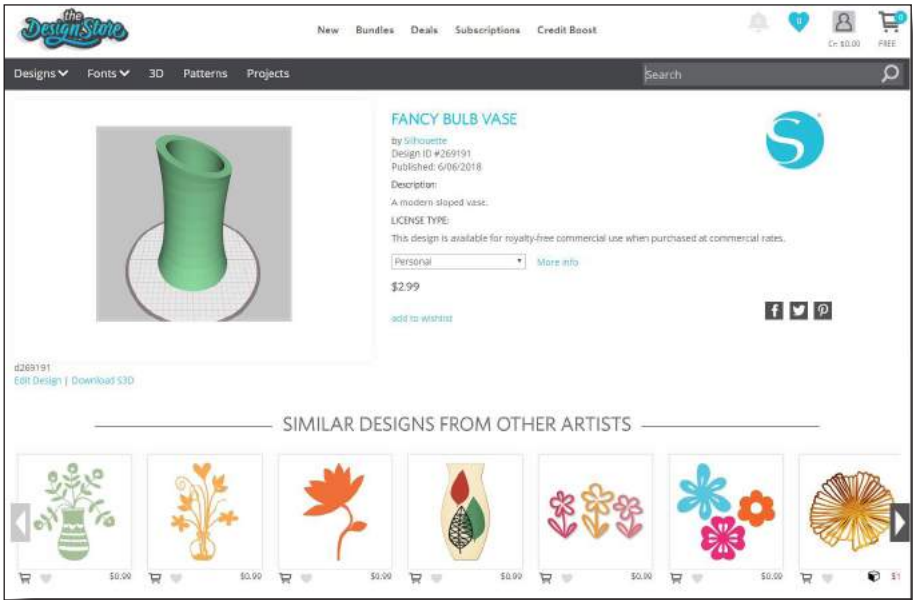 the
Design Store
New Bundles Deals Subscriptions Credit Boost
0
Cr: $0.00
0
FREE
Designs Fonts 3D Patterns Projects
Search
FANCY BULB VASE
by Silhouette
Design ID #269191
Published: 6/06/2018
Description:
A modern sloped vase.
LICENSE TYPE:
This design is available for royalty-free commercial use when purchased at commercial rates.
Personal More info
$2.99
add to wishlist
d269191
Edit Design | Download S3D
SIMILAR DESIGNS FROM OTHER ARTISTS
$0.99 $0.99 $0.99 $0.99 $0.99 $0.99 $1